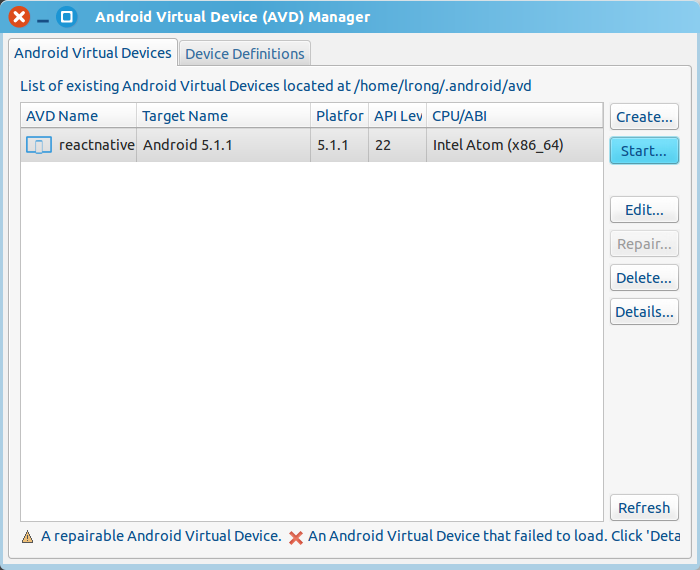 Android Virtual Device (AVD) Manager
Android Virtual Devices Device Definitions
List of existing Android Virtual Devices located at /home/lrong/.android/avd
AVD Name Target Name Platfor API Lev CPU/ABI
reactnative Android 5.1.1 5.1.1 22 Intel Atom (x86_64)
Create...
Start...
Edit...
Repair...
Delete...
Details...
Refresh
A repairable Android Virtual Device. An Android Virtual Device that failed to load. Click 'Deta